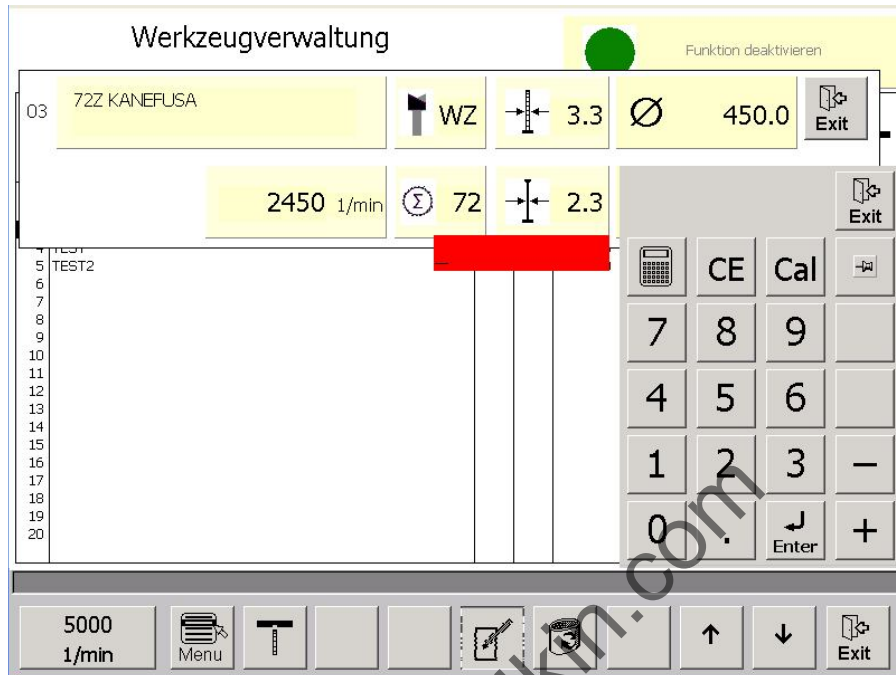 Werkzeugverwaltung
Funktion deaktivieren
03 72Z KANEFUSA WZ 3.3 Ø 450.0 Exit
2450 1/min Σ 72 2.3
Exit
5 TEST2
6
7
8
9
10
11
12
13
14
15
16
17
18
19
20
CE Cal
7 8 9
4 5 6
1 2 3 −
0 . Enter +
5000
1/min
Menu
Exit